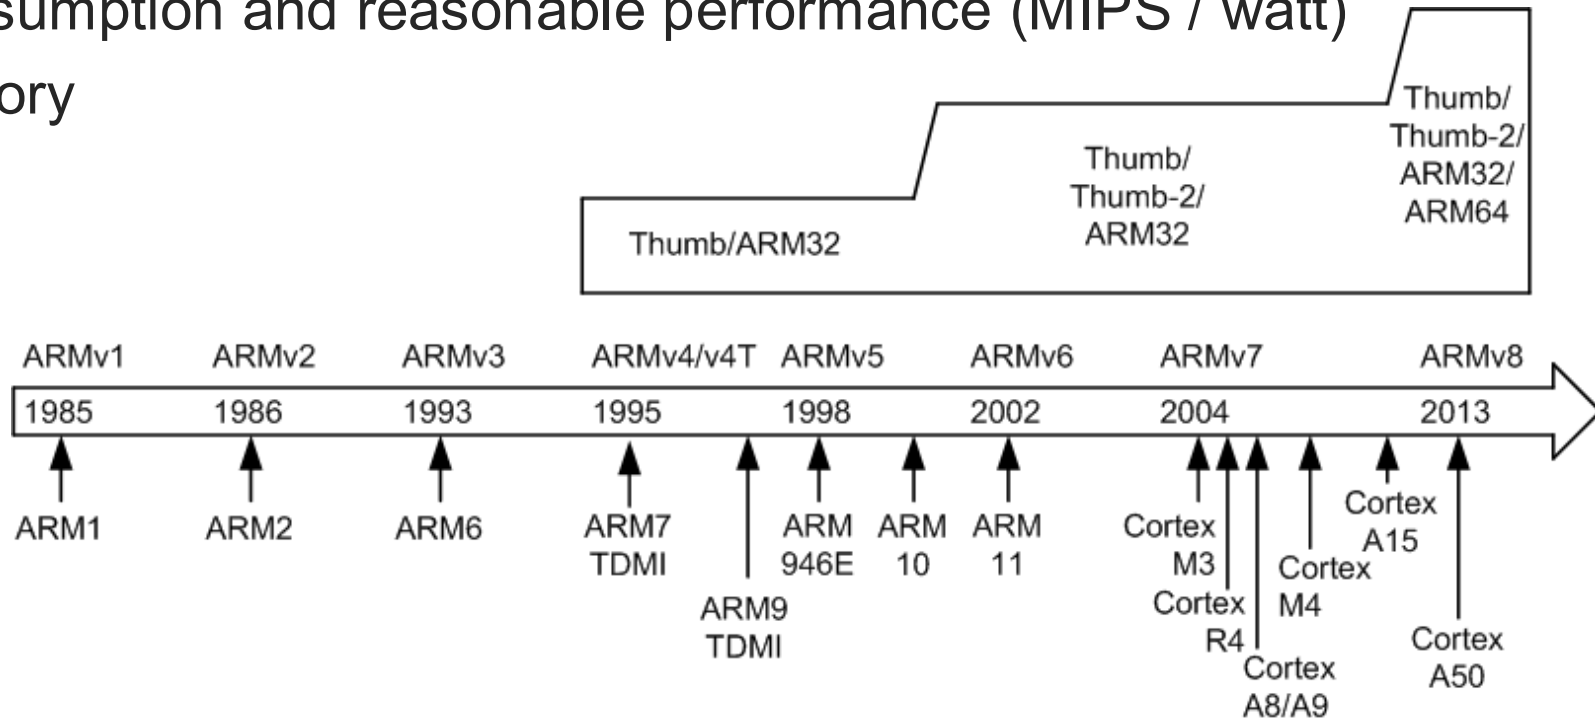 sumption and reasonable performance (MIPS / watt)
ory
Thumb/
Thumb-2/
ARM32/
ARM64
Thumb/
Thumb-2/
ARM32
Thumb/ARM32
ARMv1 ARMv2 ARMv3 ARMv4/v4T ARMv5 ARMv6 ARMv7 ARMv8
1985 1986 1993 1995 1998 2002 2004 2013
ARM1
ARM2
ARM6
ARM7
TDMI
ARM9
TDMI
ARM
946E
ARM
10
ARM
11
Cortex
M3
Cortex
R4
Cortex
A8/A9
Cortex
M4
Cortex
A15
Cortex
A50